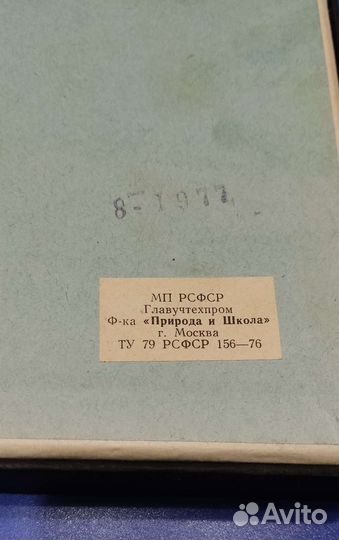 8-1977
МП РСФСР
Главучтехпром
Ф-ка «Природа и Школа»
г. Москва
ТУ 79 РСФСР 156—76
Avito